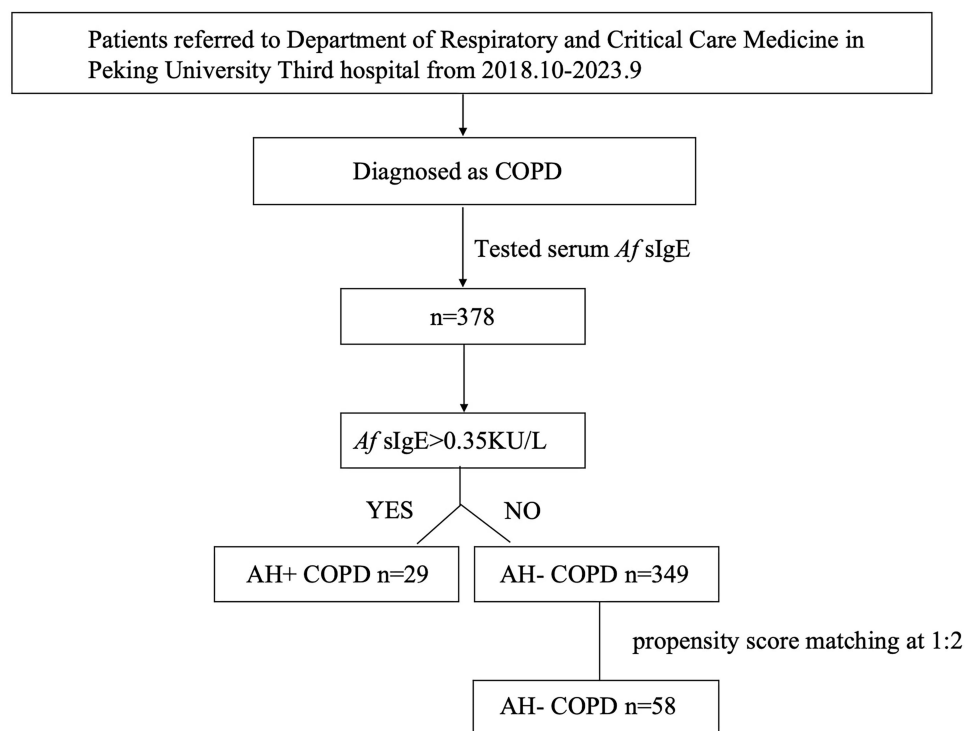 Patients referred to Department of Respiratory and Critical Care Medicine in
Peking University Third hospital from 2018.10-2023.9
Diagnosed as COPD
Tested serum Af sIgE
n=378
Af sIgE>0.35KU/L
YES
NO
AH+ COPD n=29
AH- COPD n=349
propensity score matching at 1:2
AH- COPD n=58